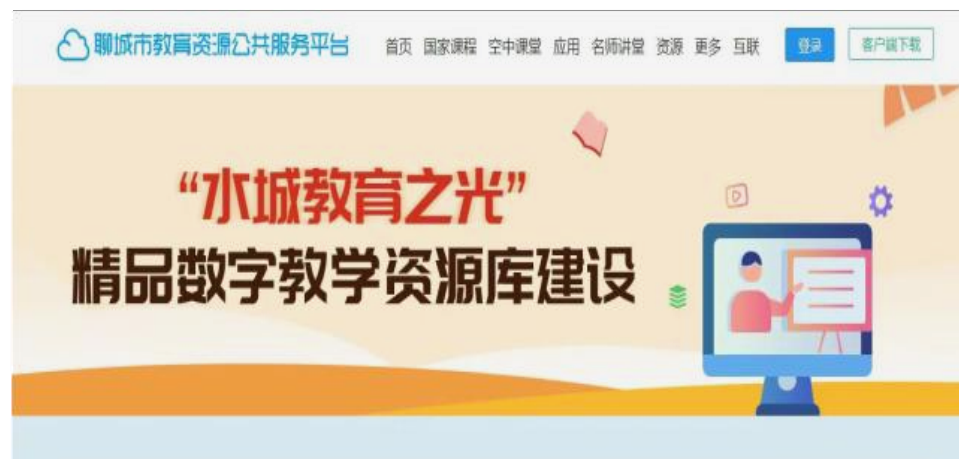 聊城市教育资源公共服务平台 首页 国家课程 空中课堂 应用 名师讲堂 资源 更多 互联 登录 客户端下载
“水城教育之光”
精品数字教学资源库建设